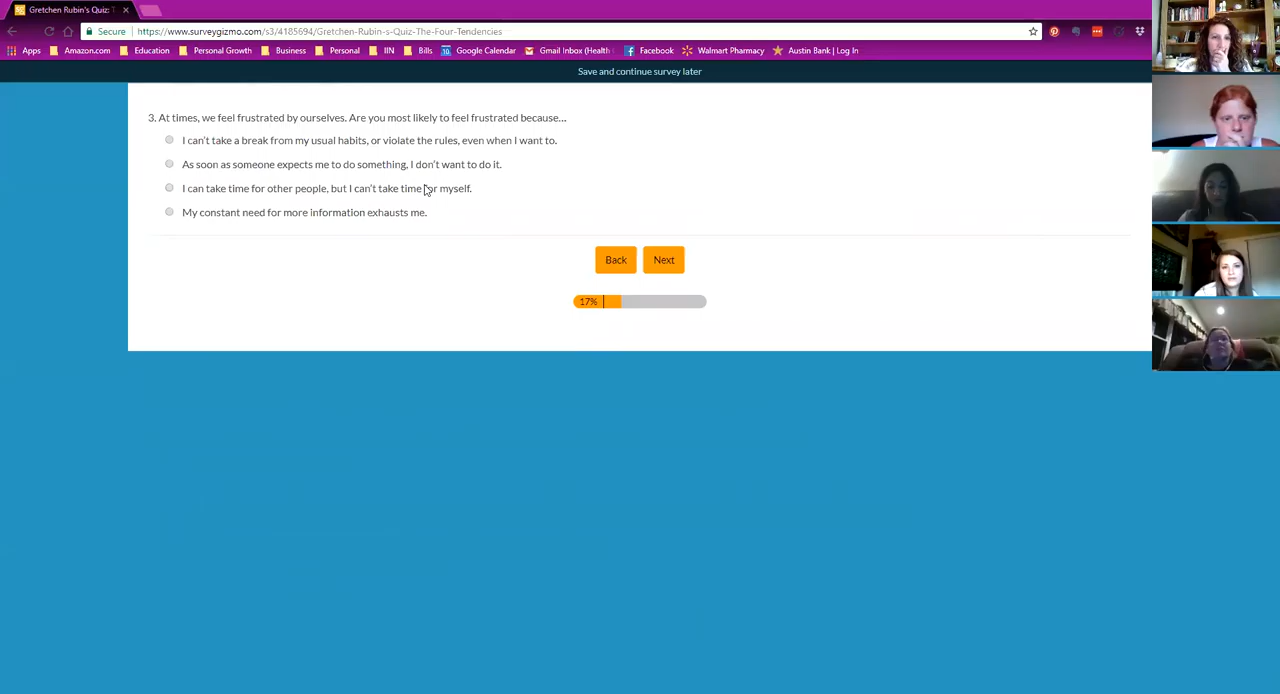 Gretchen Rubin's Quiz: T
Secure
https://www.surveygizmo.com/s3/4185694/Gretchen-Rubin-s-Quiz-The-Four-Tendencies
Apps Amazon.com Education Personal Growth Business Personal IIN Bills Google Calendar Gmail Inbox (Health Facebook Walmart Pharmacy Austin Bank | Log In
Save and continue survey later
3. At times, we feel frustrated by ourselves. Are you most likely to feel frustrated because...
I can't take a break from my usual habits, or violate the rules, even when I want to.
As soon as someone expects me to do something, I don't want to do it.
I can take time for other people, but I can't take time for myself.
My constant need for more information exhausts me.
Back Next
17%